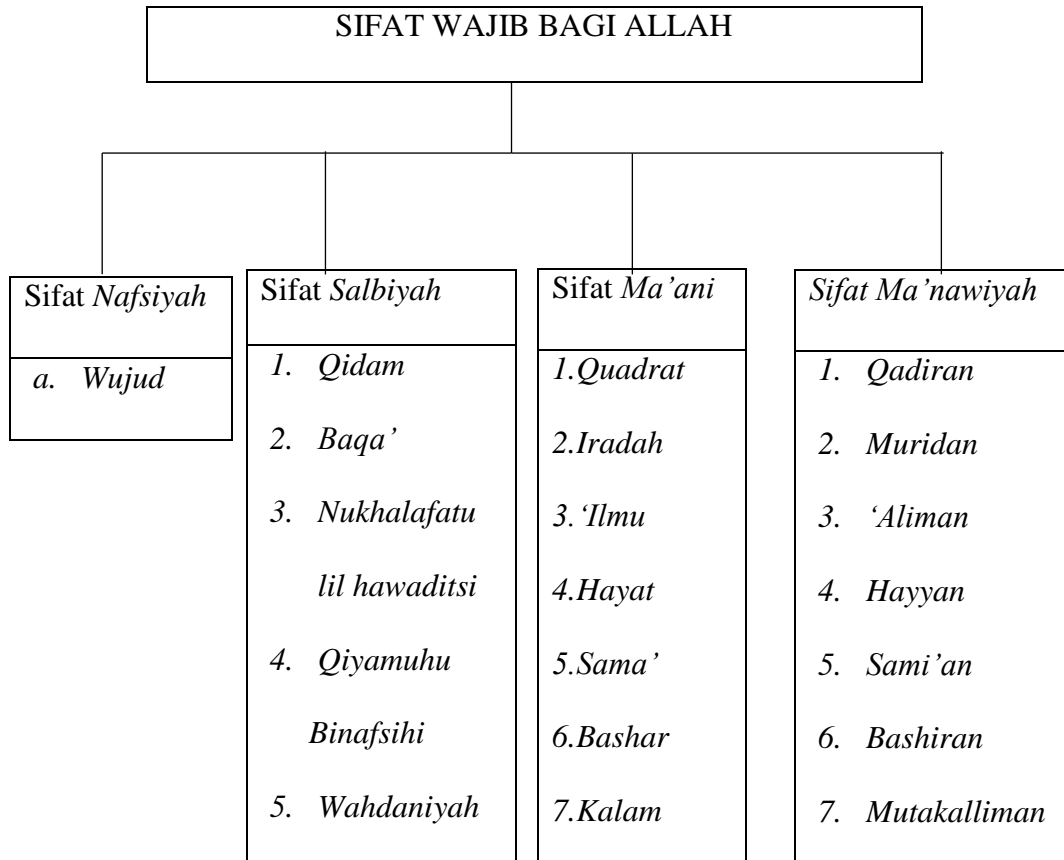 SIFAT WAJIB BAGI ALLAH
Sifat Nafsiyah
a. Wujud
Sifat Salbiyah
1. Qidam
2. Baqa’
3. Nukhalafatu
lil hawaditsi
4. Qiyamuhu
Binafsihi
5. Wahdaniyah
Sifat Ma’ani
1.Quadrat
2.Iradah
3.‘Ilmu
4.Hayat
5.Sama’
6.Bashar
7.Kalam
Sifat Ma’nawiyah
1. Qadiran
2. Muridan
3. ‘Aliman
4. Hayyan
5. Sami’an
6. Bashiran
7. Mutakalliman